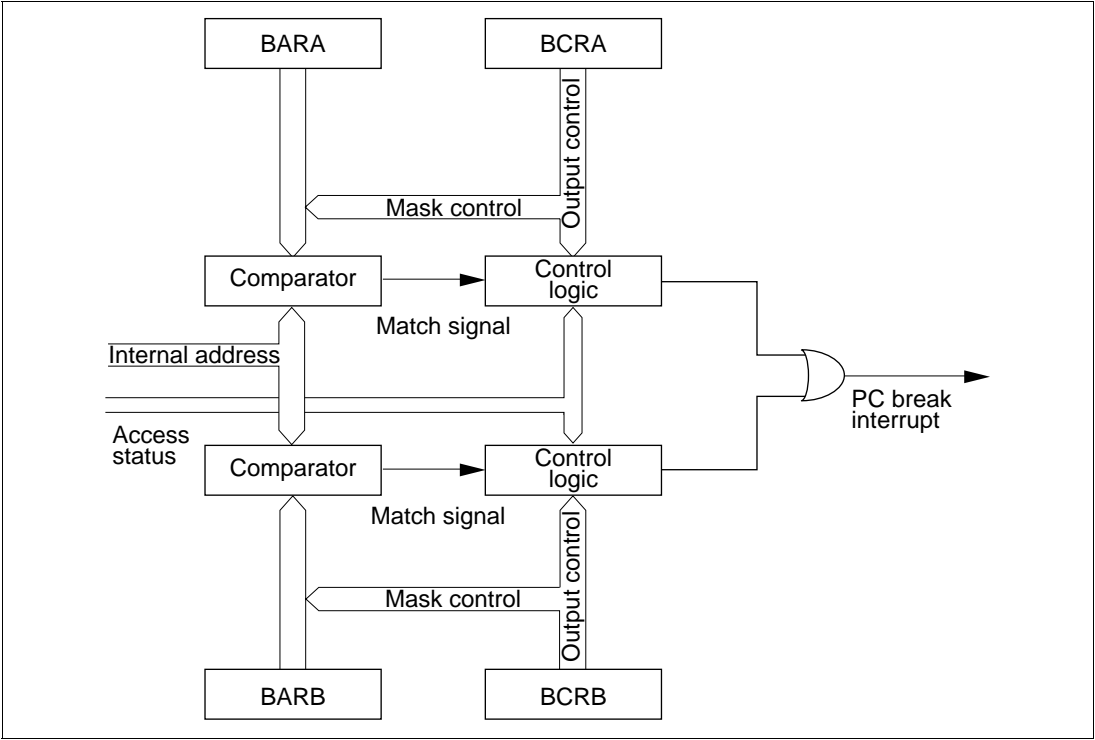 BARA
BCRA
Output control
Mask control
Comparator
Control
logic
Match signal
Internal address
Access
status
PC break
interrupt
Comparator
Control
logic
Match signal
Mask control
Output control
BARB
BCRB